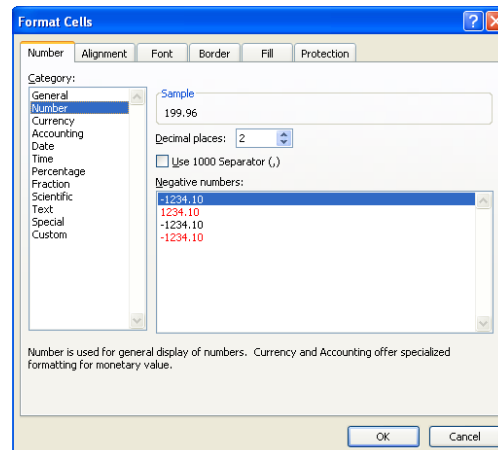 Format Cells
Number Alignment Font Border Fill Protection
Category:
General
Number
Currency
Accounting
Date
Time
Percentage
Fraction
Scientific
Text
Special
Custom
Sample
199.96
Decimal places: 2
Use 1000 Separator (,)
Negative numbers:
-1234.10
1234.10
-1234.10
-1234.10
Number is used for general display of numbers. Currency and Accounting offer specialized
formatting for monetary value.
OK Cancel